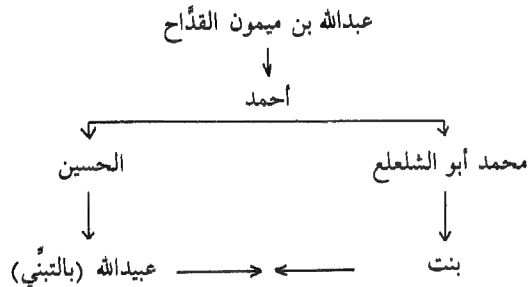 عبدالله بن ميمون القدَّاح
أحمد
محمد أبو الشلعلع
الحسين
بنت
عبيدالله (بالتبنِّي)